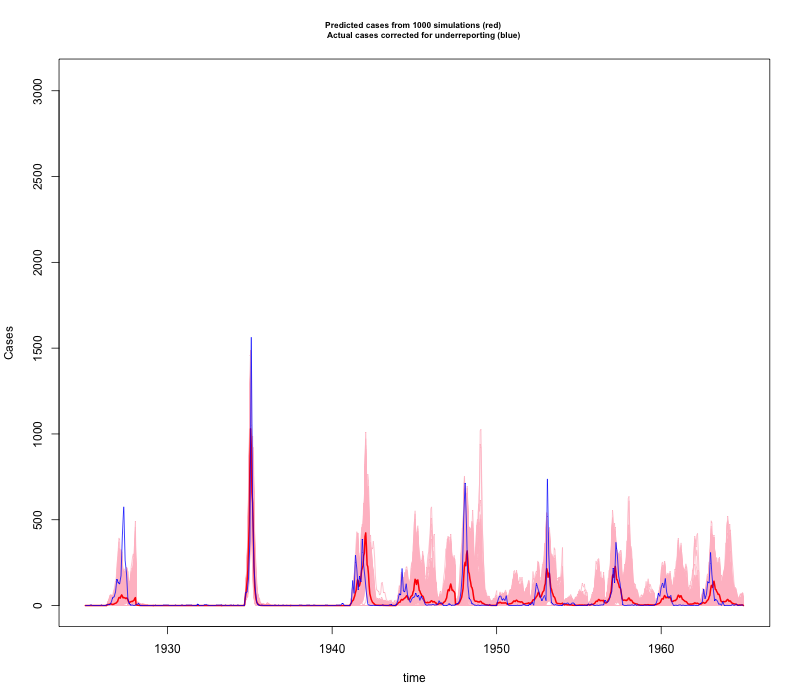 Predicted cases from 1000 simulations (red)
Actual cases corrected for underreporting (blue)
3000
2500
2000
1500
1000
500
0
Cases
1930
1940
1950
1960
time